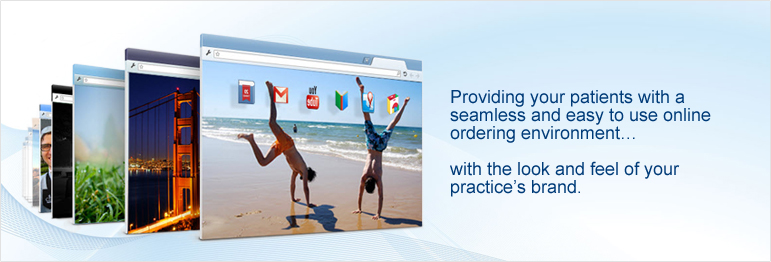 Providing your patients with a
seamless and easy to use online
ordering environment...

with the look and feel of your
practice's brand.